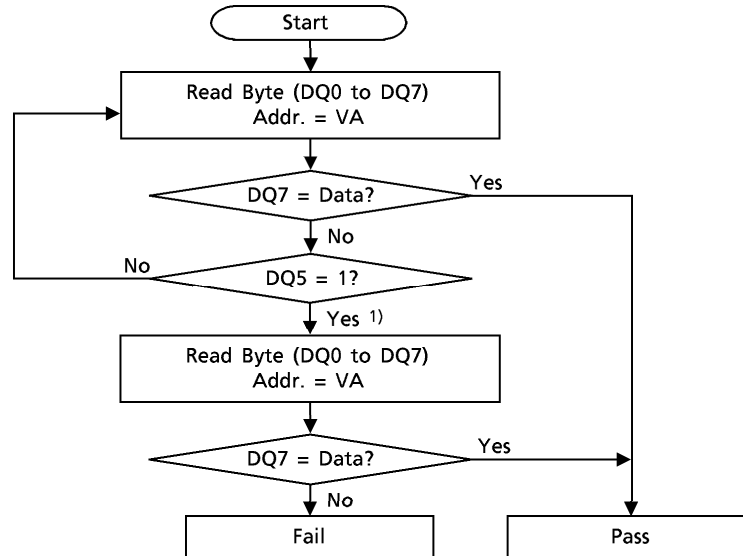 Start
Read Byte (DQ0 to DQ7)
Addr. = VA
DQ7 = Data?
Yes
No
No
DQ5 = 1?
Yes 1)
Read Byte (DQ0 to DQ7)
Addr. = VA
DQ7 = Data?
Yes
No
Fail
Pass